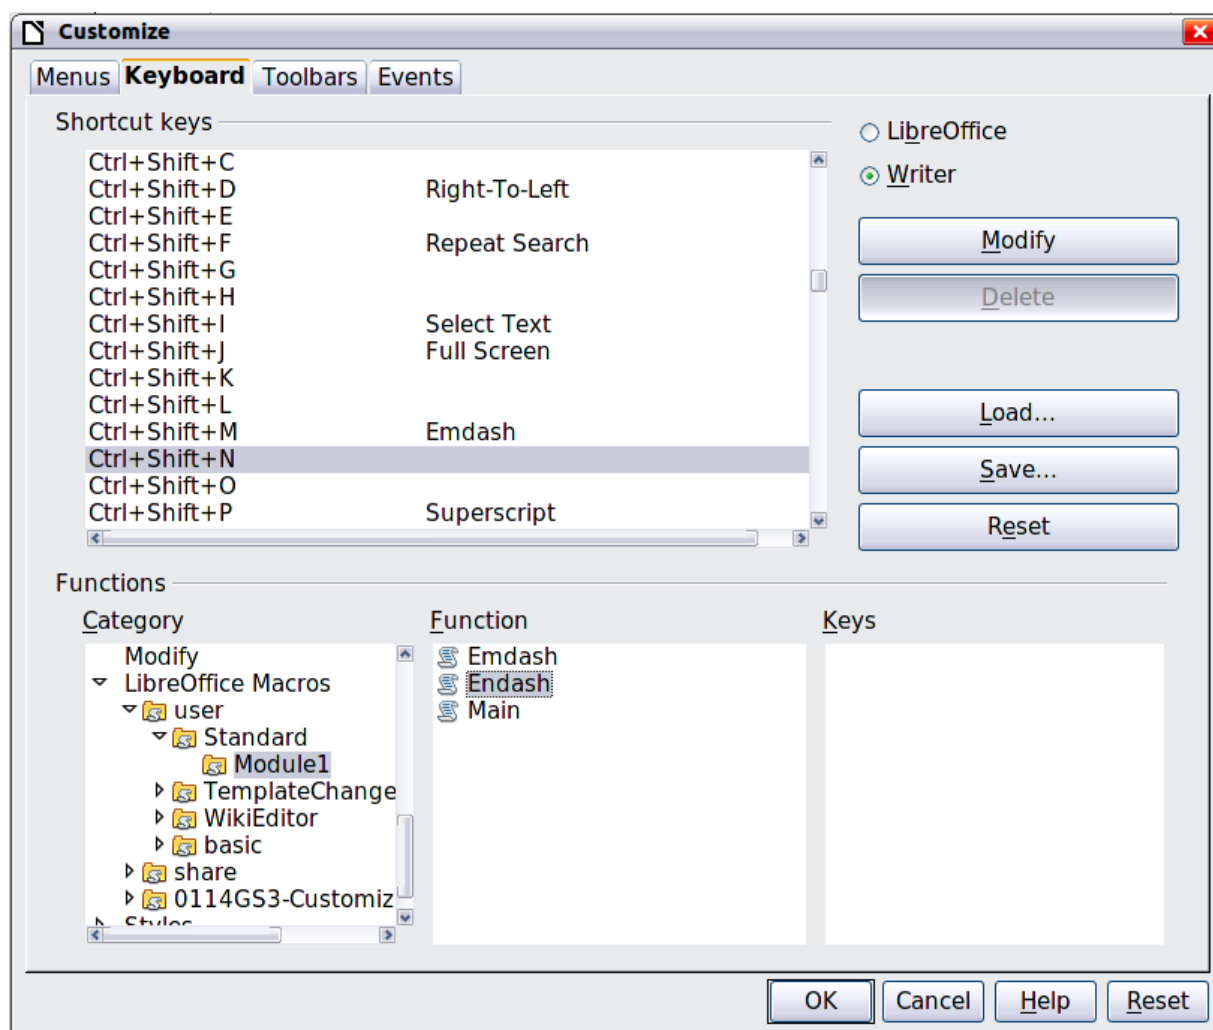 Customize
Menus Keyboard Toolbars Events
Shortcut keys
LibreOffice
Writer
Ctrl+Shift+C
Ctrl+Shift+D Right-To-Left
Ctrl+Shift+E
Ctrl+Shift+F Repeat Search
Ctrl+Shift+G
Ctrl+Shift+H
Ctrl+Shift+I Select Text
Ctrl+Shift+J Full Screen
Ctrl+Shift+K
Ctrl+Shift+L
Ctrl+Shift+M Emdash
Ctrl+Shift+N
Ctrl+Shift+O
Ctrl+Shift+P Superscript
Modify
Delete
Load...
Save...
Reset
Functions
Category
Modify
LibreOffice Macros
user
Standard
Module1
TemplateChange
WikiEditor
basic
share
0114GS3-Customiz
Styles
Function
Emdash
Endash
Main
Keys
OK Cancel Help Reset